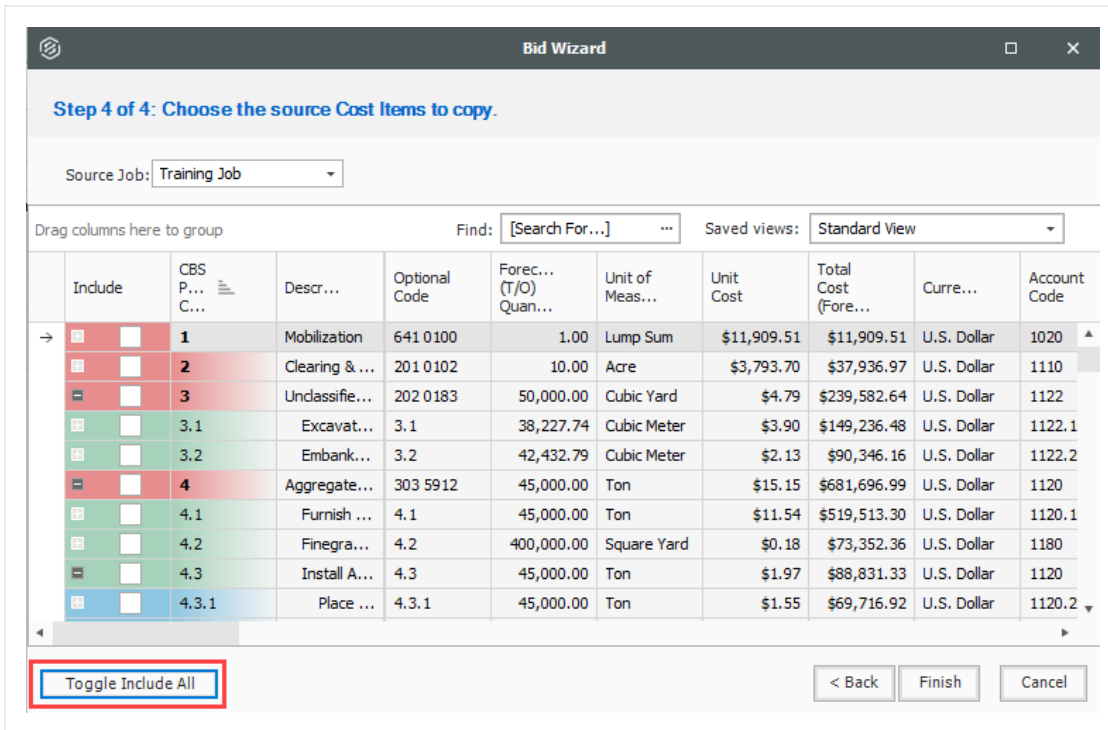 Bid Wizard
Step 4 of 4: Choose the source Cost Items to copy.
Source Job: Training Job
Drag columns here to group Find: [Search For...] ... Saved views: Standard View
Include CBS P... C... Descr... Optional Code Forec... (T/O) Quan... Unit of Meas... Unit Cost Total Cost (Fore... Curre... Account Code
1 Mobilization 641 0100 1.00 Lump Sum $11,909.51 $11,909.51 U.S. Dollar 1020
2 Clearing & ... 201 0102 10.00 Acre $3,793.70 $37,936.97 U.S. Dollar 1110
3 Unclassifie... 202 0183 50,000.00 Cubic Yard $4.79 $239,582.64 U.S. Dollar 1122
3.1 Excavat... 3.1 38,227.74 Cubic Meter $3.90 $149,236.48 U.S. Dollar 1122.1
3.2 Embank... 3.2 42,432.79 Cubic Meter $2.13 $90,346.16 U.S. Dollar 1122.2
4 Aggregate... 303 5912 45,000.00 Ton $15.15 $681,696.99 U.S. Dollar 1120
4.1 Furnish ... 4.1 45,000.00 Ton $11.54 $519,513.30 U.S. Dollar 1120.1
4.2 Finegra... 4.2 400,000.00 Square Yard $0.18 $73,352.36 U.S. Dollar 1180
4.3 Install A... 4.3 45,000.00 Ton $1.97 $88,831.33 U.S. Dollar 1120
4.3.1 Place ... 4.3.1 45,000.00 Ton $1.55 $69,716.92 U.S. Dollar 1120.2
Toggle Include All < Back Finish Cancel